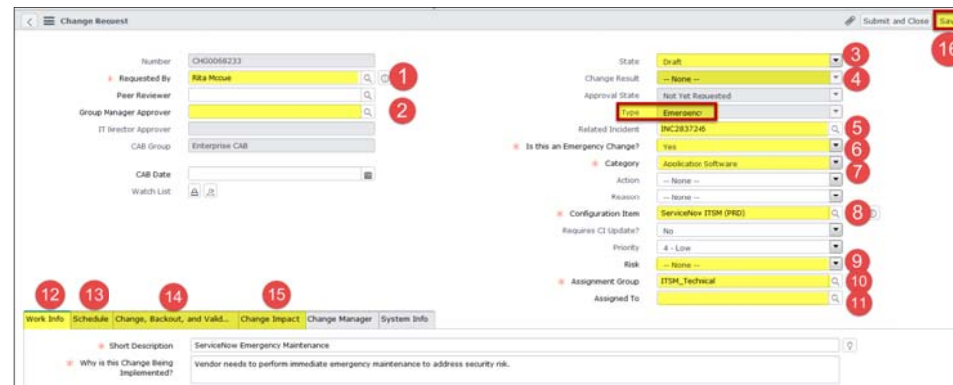 Change Request
Submit and Close
Sav
16
Number CHG0068233
Requested By Rita Mccue 1
Peer Reviewer
Group Manager Approver 2
IT Director Approver
CAB Group Enterprise CAB
CAB Date
Watch List
State Draft 3
Change Result -- None -- 4
Approval State Not Yet Requested
Type Emergency
Related Incident INC2837246 5
Is this an Emergency Change? Yes 6
Category Application Software 7
Action -- None --
Reason -- None --
Configuration Item ServiceNow ITSM (PRD) 8
Requires CI Update? No
Priority 4 - Low
Risk -- None -- 9
Assignment Group ITSM_Technical 10
Assigned To 11
12 13 14 15
Work Info Schedule Change, Backout, and Valid... Change Impact Change Manager System Info
Short Description ServiceNow Emergency Maintenance
Why is this Change Being Vendor needs to perform immediate emergency maintenance to address security risk.
Implemented?